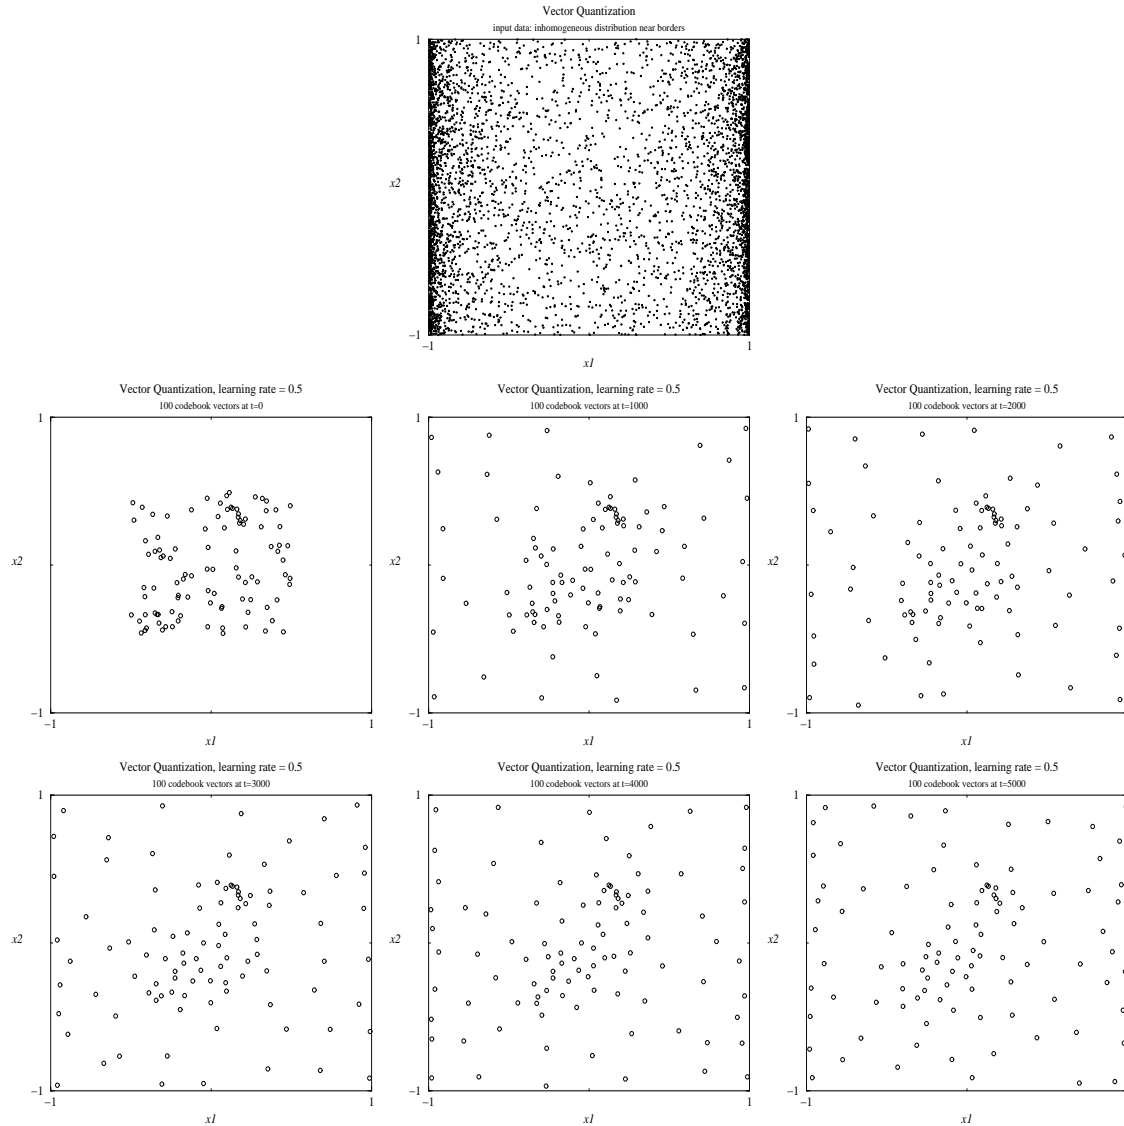 Vector Quantization
input data: inhomogeneous distribution near borders
1
x2
−1
−1 1
x1
Vector Quantization, learning rate = 0.5
100 codebook vectors at t=0
1
x2
−1
−1 1
x1
Vector Quantization, learning rate = 0.5
100 codebook vectors at t=1000
1
x2
−1
−1 1
x1
Vector Quantization, learning rate = 0.5
100 codebook vectors at t=2000
1
x2
−1
−1
x1
Vector Quantization, learning rate = 0.5
100 codebook vectors at t=3000
1
x2
−1
−1 1
x1
Vector Quantization, learning rate = 0.5
100 codebook vectors at t=4000
1
x2
−1
−1 1
x1
Vector Quantization, learning rate = 0.5
100 codebook vectors at t=5000
1
x2
−1
−1
x1